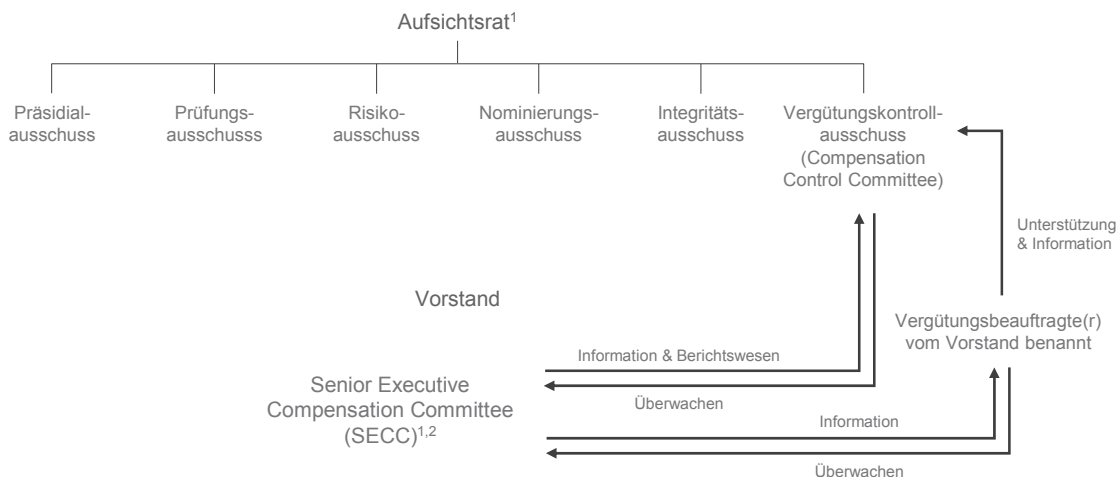 Aufsichtsrat1
Präsidial-
ausschuss
Prüfungs-
ausschusss
Risiko-
ausschuss
Nominierungs-
ausschuss
Integritäts-
ausschuss
Vergütungskontroll-
ausschuss
(Compensation
Control Committee)
Unterstützung
& Information
Vorstand
Vergütungsbeauftragte(r)
vom Vorstand benannt
Information & Berichtswesen
Senior Executive
Compensation Committee
(SECC)1,2
Überwachen
Information
Überwachen